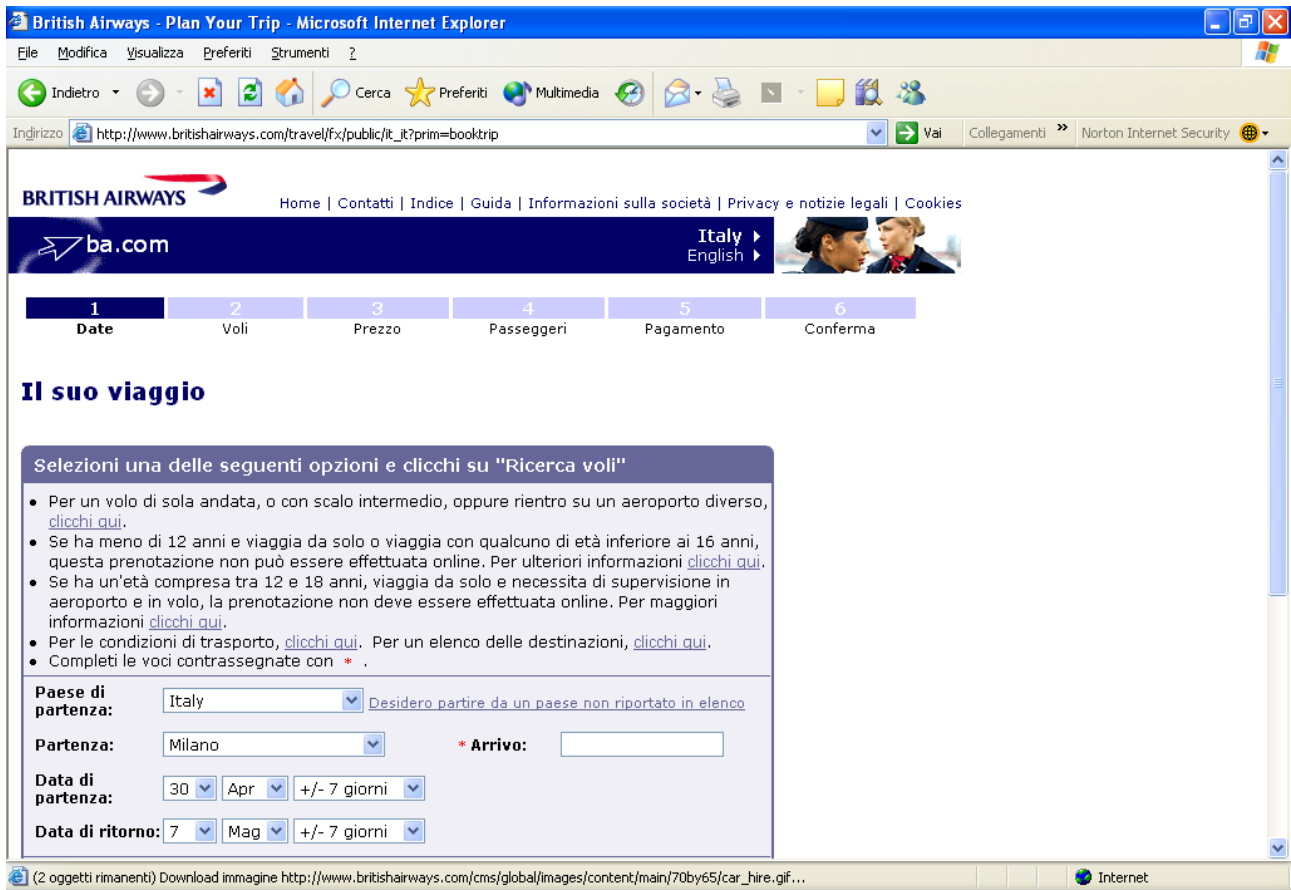 British Airways - Plan Your Trip - Microsoft Internet Explorer
File Modifica Visualizza Preferiti Strumenti ?
Indietro Cerca Preferiti Multimedia
Indirizzo http://www.britishairways.com/travel/fx/public/it_it?prim=booktrip Vai Collegamenti » Norton Internet Security
BRITISH AIRWAYS
Home | Contatti | Indice | Guida | Informazioni sulla società | Privacy e notizie legali | Cookies
ba.com
Italy
English
1 2 3 4 5 6
Date Voli Prezzo Passeggeri Pagamento Conferma
Il suo viaggio
Selezioni una delle seguenti opzioni e clicchi su "Ricerca voli"
• Per un volo di sola andata, o con scalo intermedio, oppure rientro su un aeroporto diverso,
clicchi qui.
• Se ha meno di 12 anni e viaggia da solo o viaggia con qualcuno di età inferiore ai 16 anni,
questa prenotazione non può essere effettuata online. Per ulteriori informazioni clicchi qui.
• Se ha un'età compresa tra 12 e 18 anni, viaggia da solo e necessita di supervisione in
aeroporto e in volo, la prenotazione non deve essere effettuata online. Per maggiori
informazioni clicchi qui.
• Per le condizioni di trasporto, clicchi qui. Per un elenco delle destinazioni, clicchi qui.
• Completi le voci contrassegnate con * .
Paese di
partenza: Italy Desidero partire da un paese non riportato in elenco
Partenza: Milano * Arrivo:
Data di
partenza: 30 Apr +/- 7 giorni
Data di ritorno: 7 Mag +/- 7 giorni
(2 oggetti rimanenti) Download immagine http://www.britishairways.com/cms/global/images/content/main/70by65/car_hire.gif... Internet